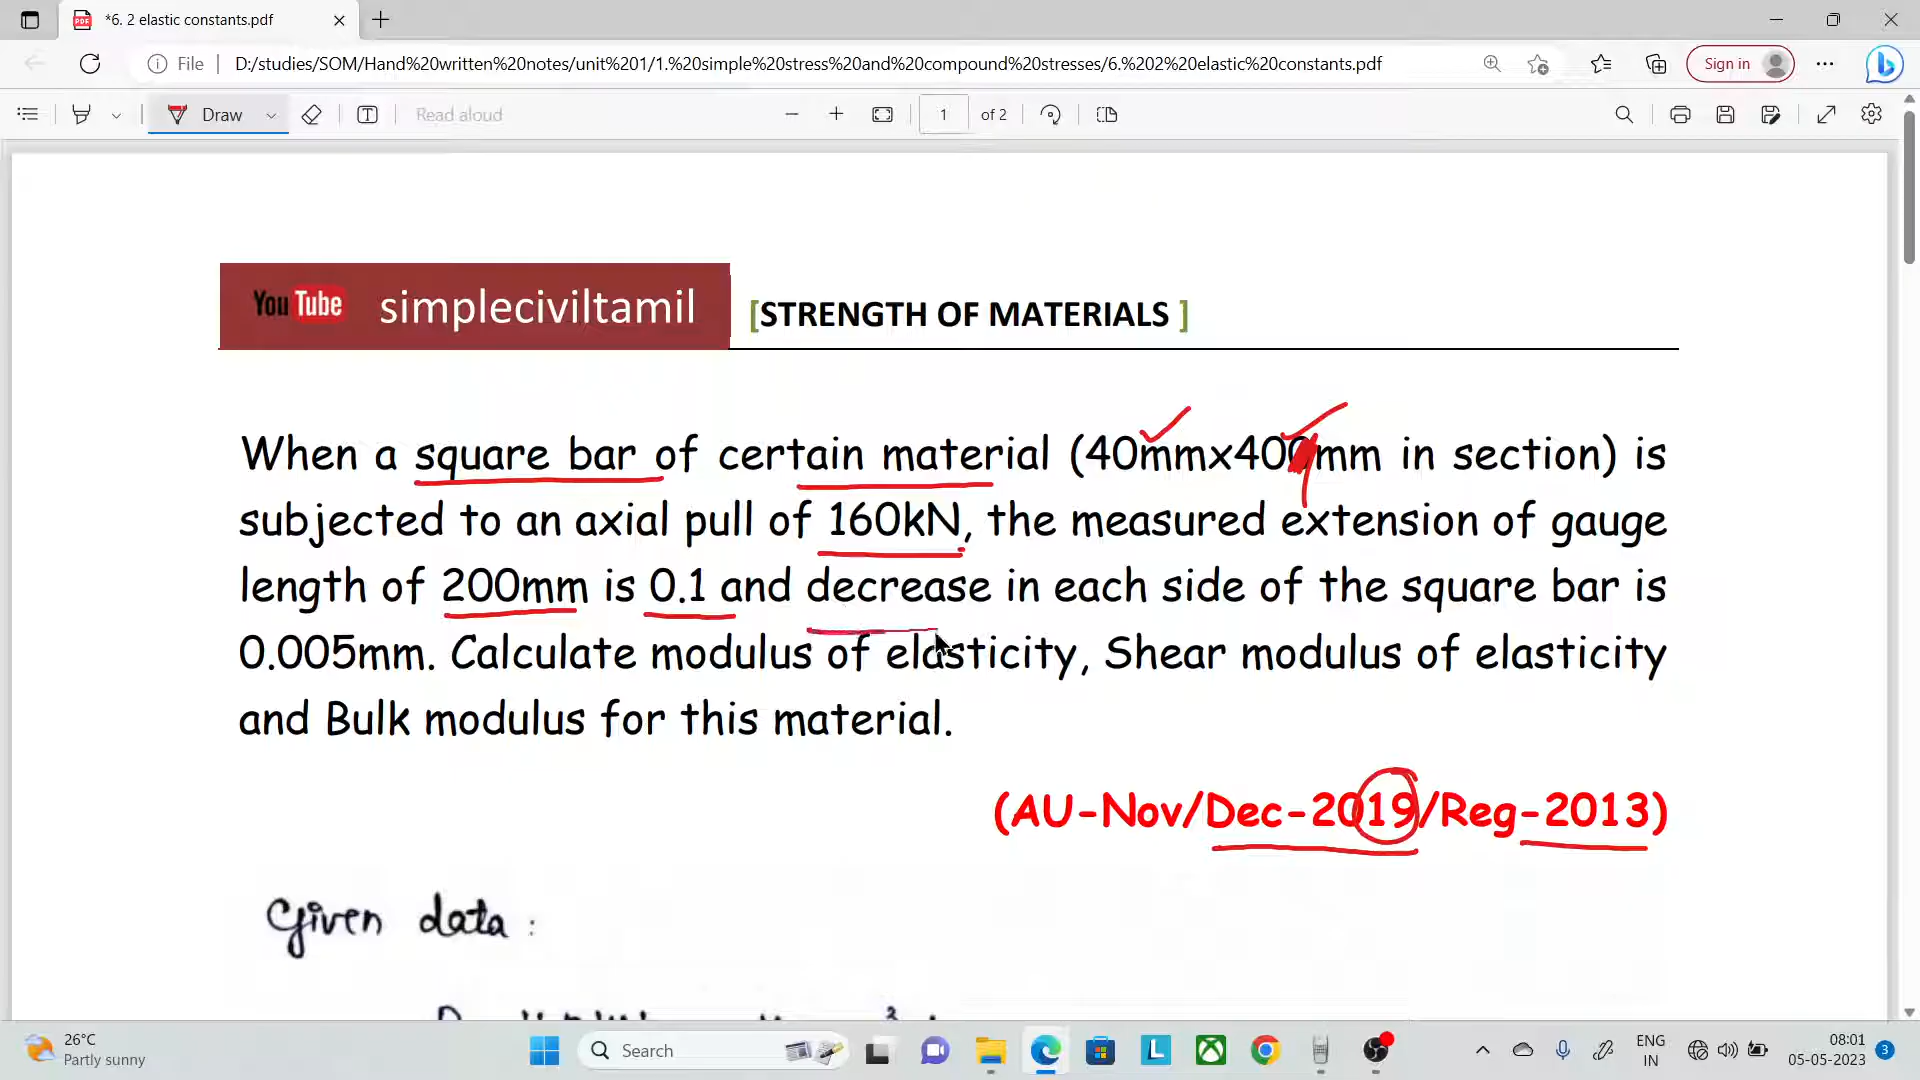 *6. 2 elastic constants.pdf
File
D:/studies/SOM/Hand%20written%20notes/unit%201/1.%20simple%20stress%20and%20compound%20stresses/6.%202%20elastic%20constants.pdf
Sign in
Draw
Read aloud
1 of 2
YouTube simpleciviltamil
[STRENGTH OF MATERIALS ]
When a square bar of certain material (40mmx400mm in section) is
subjected to an axial pull of 160kN, the measured extension of gauge
length of 200mm is 0.1 and decrease in each side of the square bar is
0.005mm. Calculate modulus of elasticity, Shear modulus of elasticity
and Bulk modulus for this material.
(AU-Nov/Dec-2019/Reg-2013)
Given data :
26°C
Partly sunny
Search
ENG
IN
08:01
05-05-2023
3